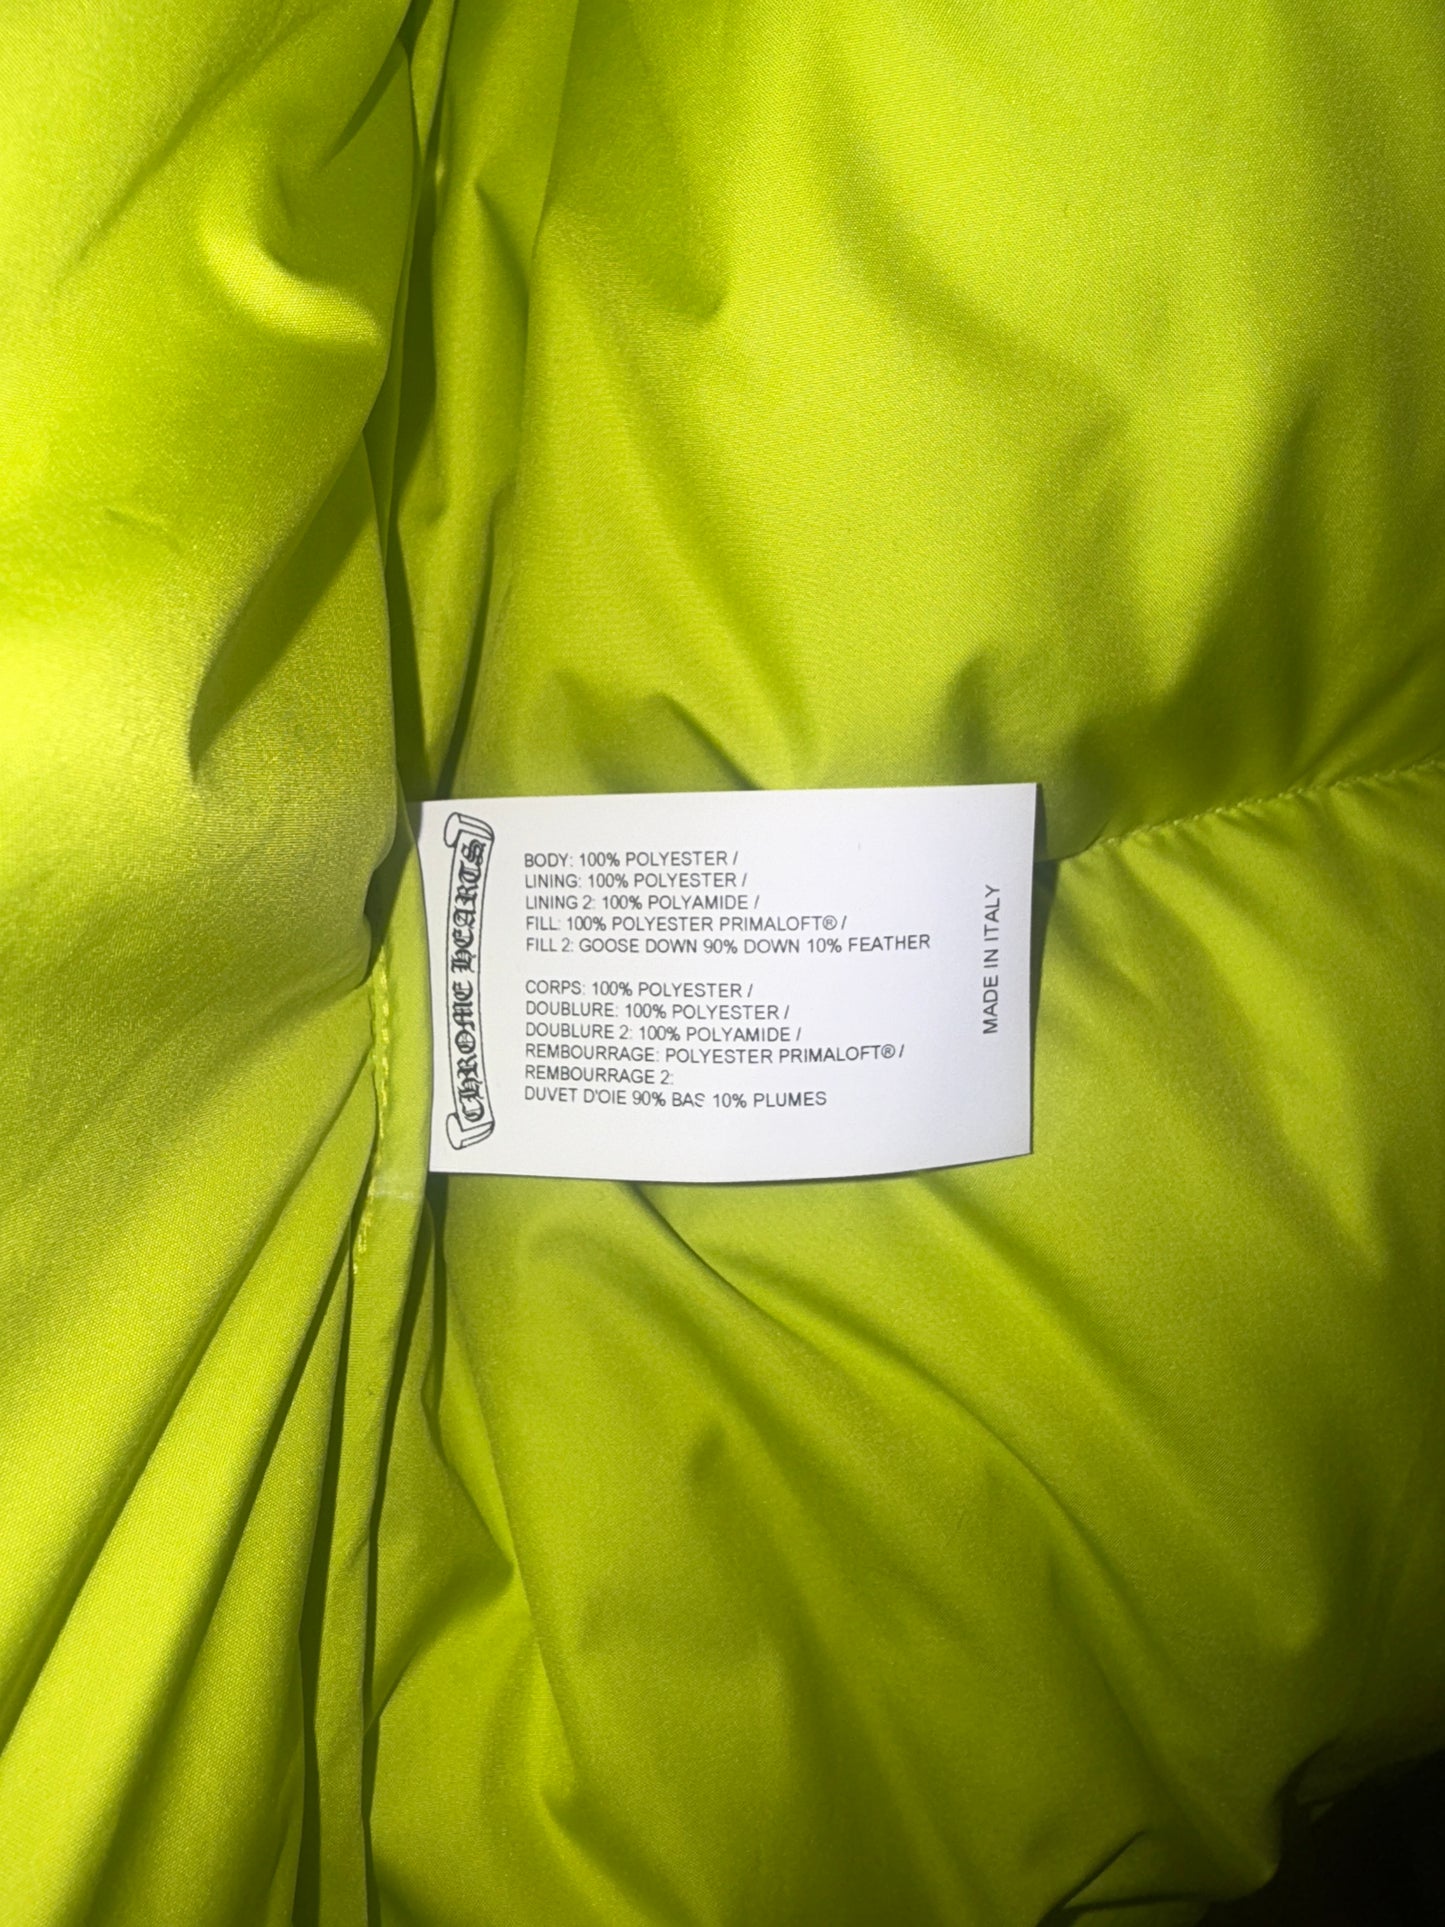 CHROME HEARTS
BODY: 100% POLYESTER /
LINING: 100% POLYESTER /
LINING 2: 100% POLYAMIDE /
FILL: 100% POLYESTER PRIMALOFT® /
FILL 2: GOOSE DOWN 90% DOWN 10% FEATHER
CORPS: 100% POLYESTER /
DOUBLURE: 100% POLYESTER /
DOUBLURE 2: 100% POLYAMIDE /
REMBOURRAGE: POLYESTER PRIMALOFT® /
REMBOURRAGE 2:
DUVET D'OIE 90% BAS 10% PLUMES
MADE IN ITALY